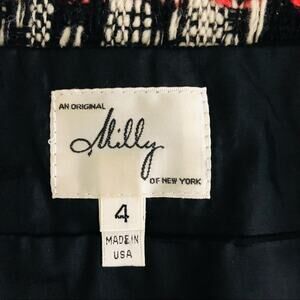 AN ORIGINAL
Milly
OF NEW YORK
4
MADE IN
USA